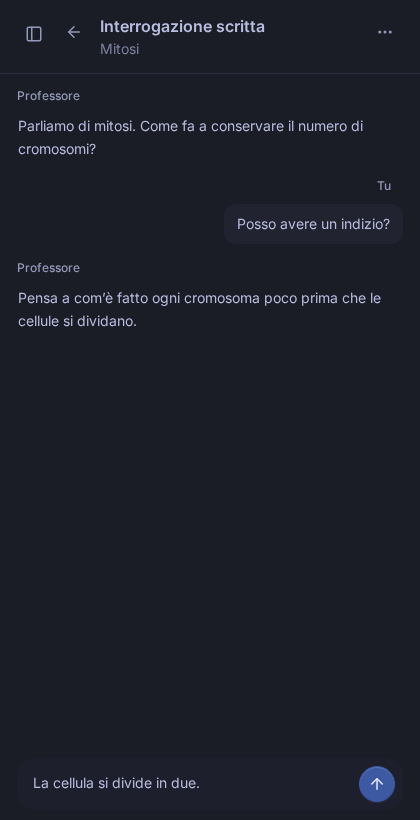 Interrogazione scritta
Mitosi
Professore
Parliamo di mitosi. Come fa a conservare il numero di
cromosomi?
Tu
Posso avere un indizio?
Professore
Pensa a com’è fatto ogni cromosoma poco prima che le
cellule si dividano.
La cellula si divide in due.